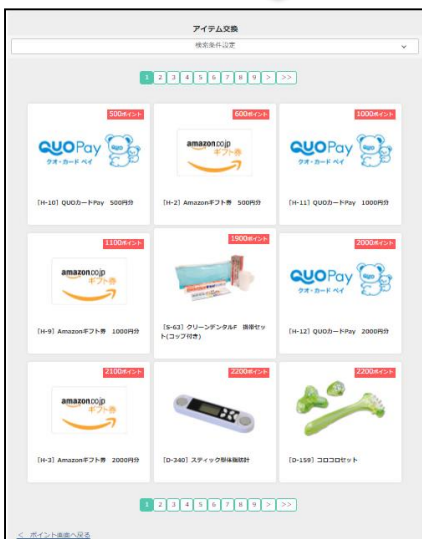 アイテム交換
検索条件設定
1 2 3 4 5 6 7 8 9 > >>
500ポイント
QUO Pay
クオ・カード ペイ
[H-10] QUOカードPay 500円分
600ポイント
amazon.co.jp
ギフト券
[H-2] Amazonギフト券 500円分
1000ポイント
QUO Pay
クオ・カード ペイ
[H-11] QUOカードPay 1000円分
1100ポイント
amazon.co.jp
ギフト券
[H-9] Amazonギフト券 1000円分
1900ポイント
[S-63] クリーンデンタルF 携帯セッ
ト(コップ付き)
2000ポイント
QUO Pay
クオ・カード ペイ
[H-12] QUOカードPay 2000円分
2100ポイント
amazon.co.jp
ギフト券
[H-3] Amazonギフト券 2000円分
2200ポイント
[D-340] スティック型体脂肪計
2200ポイント
[D-159] コロコロセット
1 2 3 4 5 6 7 8 9 > >>
< ポイント画面へ戻る